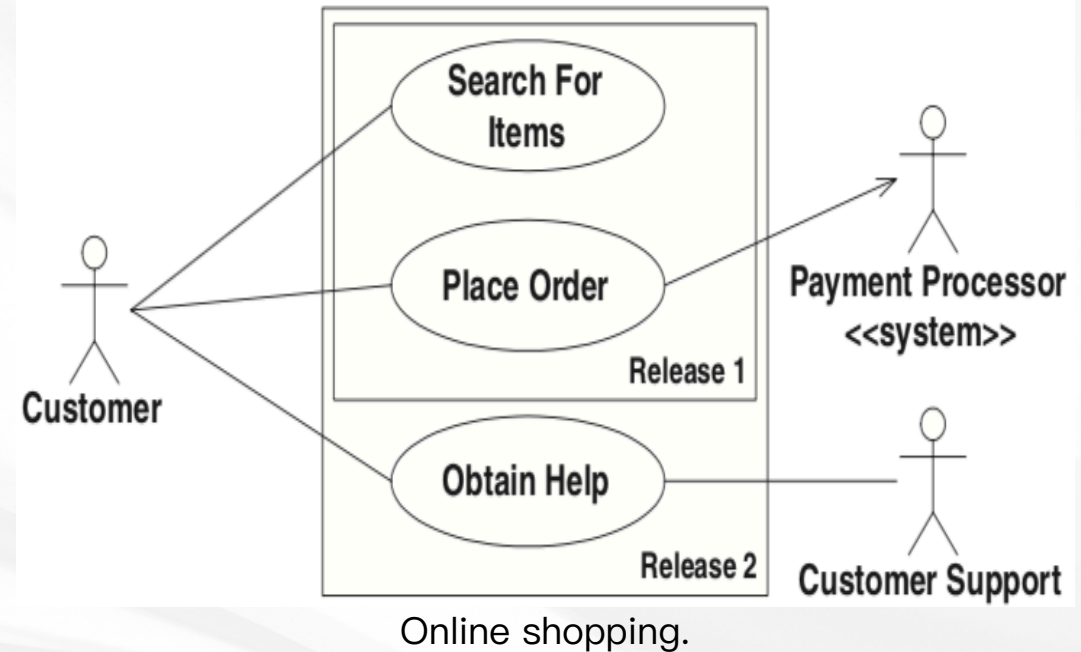 Search For
Items
Place Order
Release 1
Obtain Help
Release 2
Customer
Payment Processor
<<system>>
Customer Support
Online shopping.